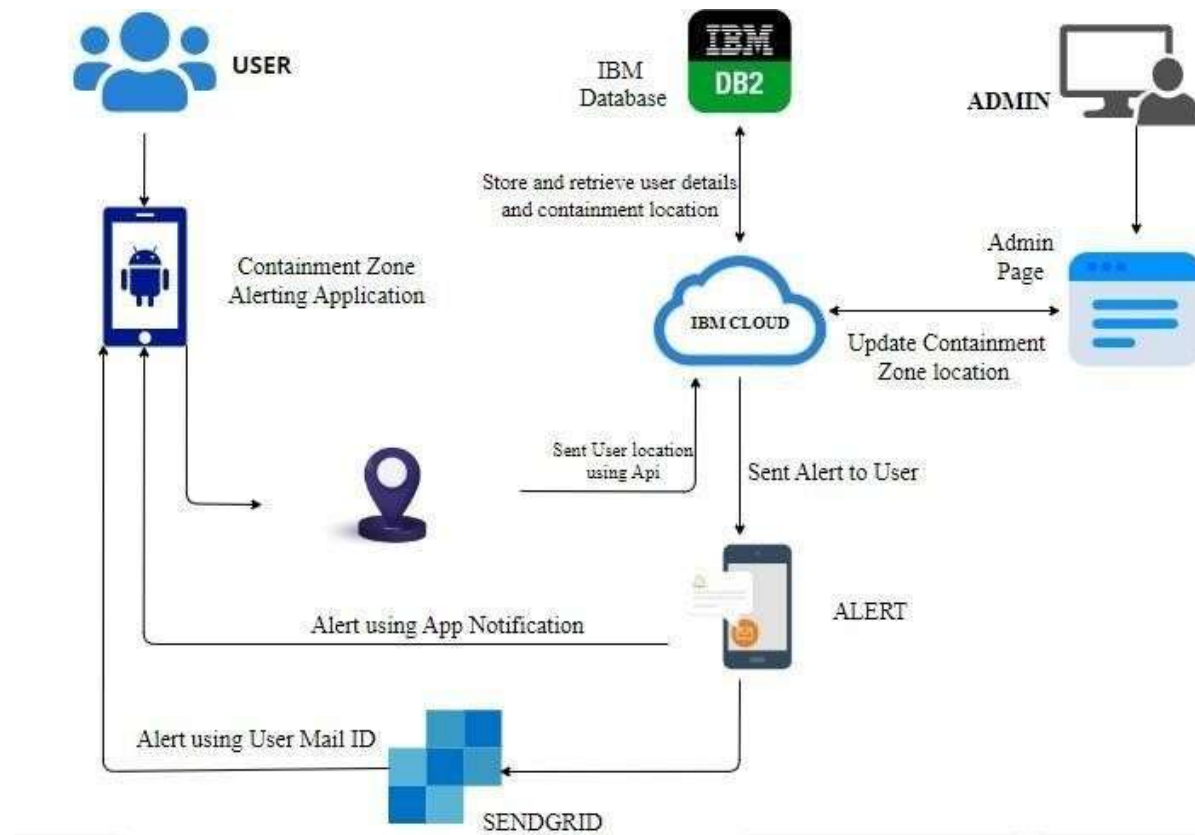 USER
IBM
Database
IBM
DB2
ADMIN
Store and retrieve user details
and containment location
Containment Zone
Alerting Application
IBM CLOUD
Admin
Page
Update Containment
Zone location
Sent User location
using Api
Sent Alert to User
ALERT
Alert using App Notification
Alert using User Mail ID
SENDGRID